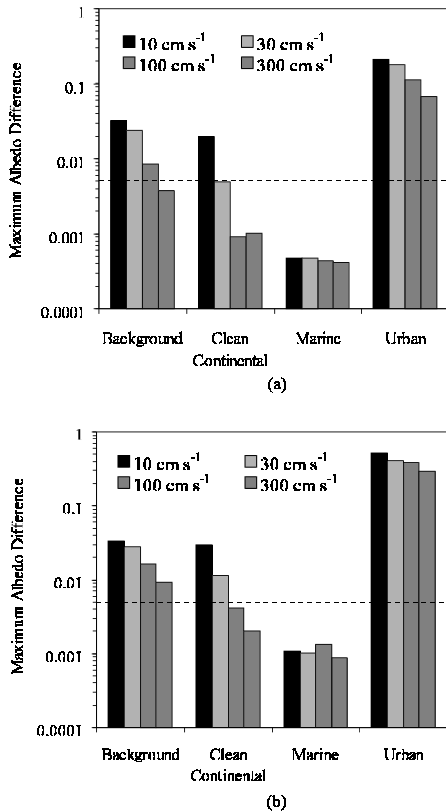 1
0.1
0.01
0.001
0.0001
Maximum Albedo Difference
10 cm s⁻¹ 30 cm s⁻¹
100 cm s⁻¹ 300 cm s⁻¹
Background Clean Marine Urban
Continental
(a)
1
0.1
0.01
0.001
0.0001
Maximum Albedo Difference
10 cm s⁻¹ 30 cm s⁻¹
100 cm s⁻¹ 300 cm s⁻¹
Background Clean Marine Urban
Continental
(b)